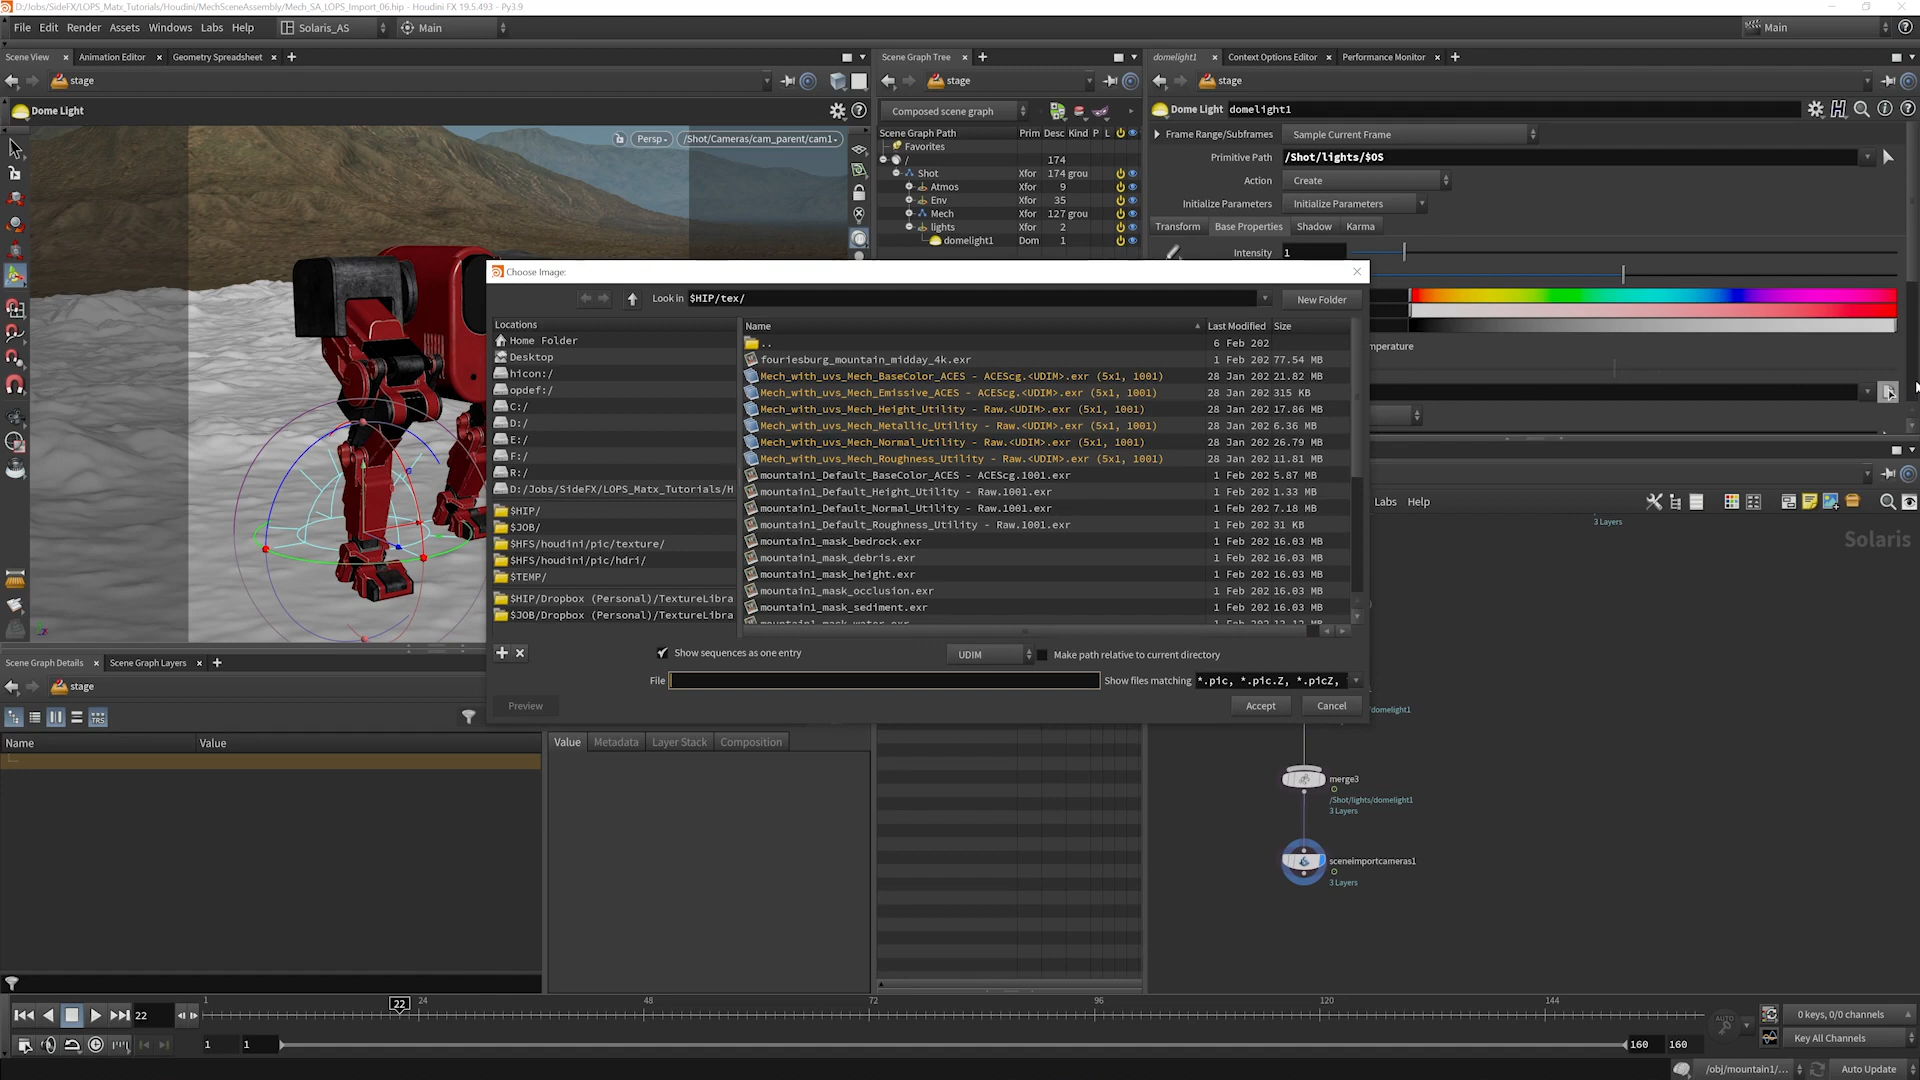 D:/Jobs/SideFX/LOPS_Matx_Tutorials/Houdini/MechSceneAssembly/Mech_SA_LOPS_Import_06.hip - Houdini FX 19.5.493 - Py3.9
File Edit Render Assets Windows Labs Help Solaris_AS Main Main
Scene View Animation Editor Geometry Spreadsheet
stage
Dome Light
Persp /Shot/Cameras/cam_parent/cam1
Scene Graph Tree
stage
Composed scene graph
Scene Graph Path Prim Desc Kind P L
Favorites
/ 174
Shot Xfor 174 grou
Atmos Xfor 9
Env Xfor 35
Mech Xfor 127 grou
lights Xfor 2
domelight1 Dom 1
domelight1 Context Options Editor Performance Monitor
stage
Dome Light domelight1
Frame Range/Subframes Sample Current Frame
Primitive Path /Shot/lights/$OS
Action Create
Initialize Parameters Initialize Parameters
Transform Base Properties Shadow Karma
Intensity 1
mperature
Choose Image:
Look in $HIP/tex/ New Folder
Locations
Home Folder
Desktop
hicon:/
opdef:/
C:/
D:/
E:/
F:/
R:/
D:/Jobs/SideFX/LOPS_Matx_Tutorials/H
$HIP/
$JOB/
$HFS/houdini/pic/texture/
$HFS/houdini/pic/hdri/
$TEMP/
$HIP/Dropbox (Personal)/TextureLibra
$JOB/Dropbox (Personal)/TextureLibra
Name Last Modified Size
.. 6 Feb 202
fouriesburg_mountain_midday_4k.exr 1 Feb 202 77.54 MB
Mech_with_uvs_Mech_BaseColor_ACES - ACEScg.<UDIM>.exr (5x1, 1001) 28 Jan 202 21.82 MB
Mech_with_uvs_Mech_Emissive_ACES - ACEScg.<UDIM>.exr (5x1, 1001) 28 Jan 202 315 KB
Mech_with_uvs_Mech_Height_Utility - Raw.<UDIM>.exr (5x1, 1001) 28 Jan 202 17.86 MB
Mech_with_uvs_Mech_Metallic_Utility - Raw.<UDIM>.exr (5x1, 1001) 28 Jan 202 6.36 MB
Mech_with_uvs_Mech_Normal_Utility - Raw.<UDIM>.exr (5x1, 1001) 28 Jan 202 26.79 MB
Mech_with_uvs_Mech_Roughness_Utility - Raw.<UDIM>.exr (5x1, 1001) 28 Jan 202 11.81 MB
mountain1_Default_BaseColor_ACES - ACEScg.1001.exr 1 Feb 202 5.87 MB
mountain1_Default_Height_Utility - Raw.1001.exr 1 Feb 202 1.33 MB
mountain1_Default_Normal_Utility - Raw.1001.exr 1 Feb 202 7.18 MB
mountain1_Default_Roughness_Utility - Raw.1001.exr 1 Feb 202 31 KB
mountain1_mask_bedrock.exr 1 Feb 202 16.03 MB
mountain1_mask_debris.exr 1 Feb 202 16.03 MB
mountain1_mask_height.exr 1 Feb 202 16.03 MB
mountain1_mask_occlusion.exr 1 Feb 202 16.03 MB
mountain1_mask_sediment.exr 1 Feb 202 16.03 MB
Show sequences as one entry UDIM Make path relative to current directory
File Show files matching *.pic, *.pic.Z, *.picZ,
Preview Accept Cancel
Labs Help
3 Layers
Solaris
domelight1
merge3
/Shot/lights/domelight1
3 Layers
sceneimportcameras1
3 Layers
Scene Graph Details Scene Graph Layers
stage
Name Value
Value Metadata Layer Stack Composition
22 1 22 24 48 72 96 120 144
0 keys, 0/0 channels
AUTO
1 1 160 160
Key All Channels
/obj/mountain1/... Auto Update